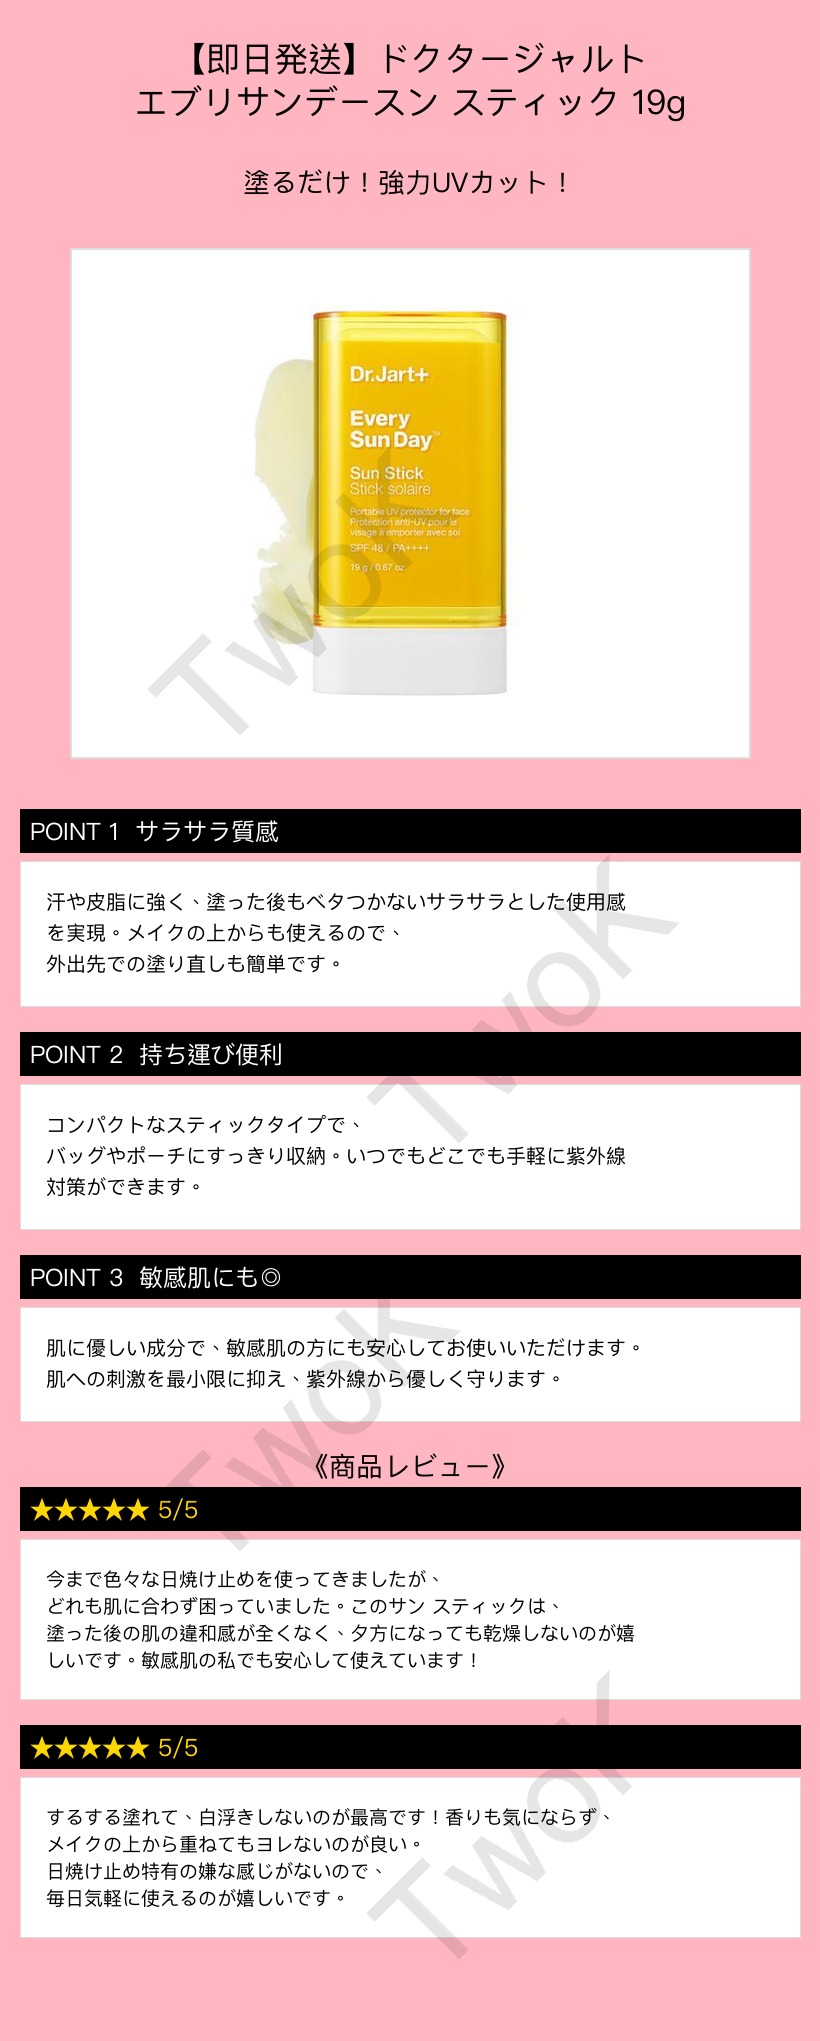 【即日発送】ドクタージャルト
エブリサンデースン スティック 19g
塗るだけ！強力UVカット！
Dr.Jart+
Every
Sun Day™
Sun Stick
Stick solaire
Portable UV protector for face
Protection anti-UV pour le
visage à emporter avec soi
SPF 48 / PA++++
19 g / 0.67 oz.
TwoK
POINT 1 サラサラ質感
汗や皮脂に強く、塗った後もベタつかないサラサラとした使用感
を実現。メイクの上からも使えるので、
外出先での塗り直しも簡単です。
TwoK
POINT 2 持ち運び便利
コンパクトなスティックタイプで、
バッグやポーチにすっきり収納。いつでもどこでも手軽に紫外線
対策ができます。
POINT 3 敏感肌にも◎
肌に優しい成分で、敏感肌の方にも安心してお使いいただけます。
肌への刺激を最小限に抑え、紫外線から優しく守ります。
TwoK
《商品レビュー》
★★★★★ 5/5
今まで色々な日焼け止めを使ってきましたが、
どれも肌に合わず困っていました。このサン スティックは、
塗った後の肌の違和感が全くなく、夕方になっても乾燥しないのが嬉
しいです。敏感肌の私でも安心して使えています！
★★★★★ 5/5
するする塗れて、白浮きしないのが最高です！香りも気にならず、
メイクの上から重ねてもヨレないのが良い。
日焼け止め特有の嫌な感じがないので、
毎日気軽に使えるのが嬉しいです。
TwoK